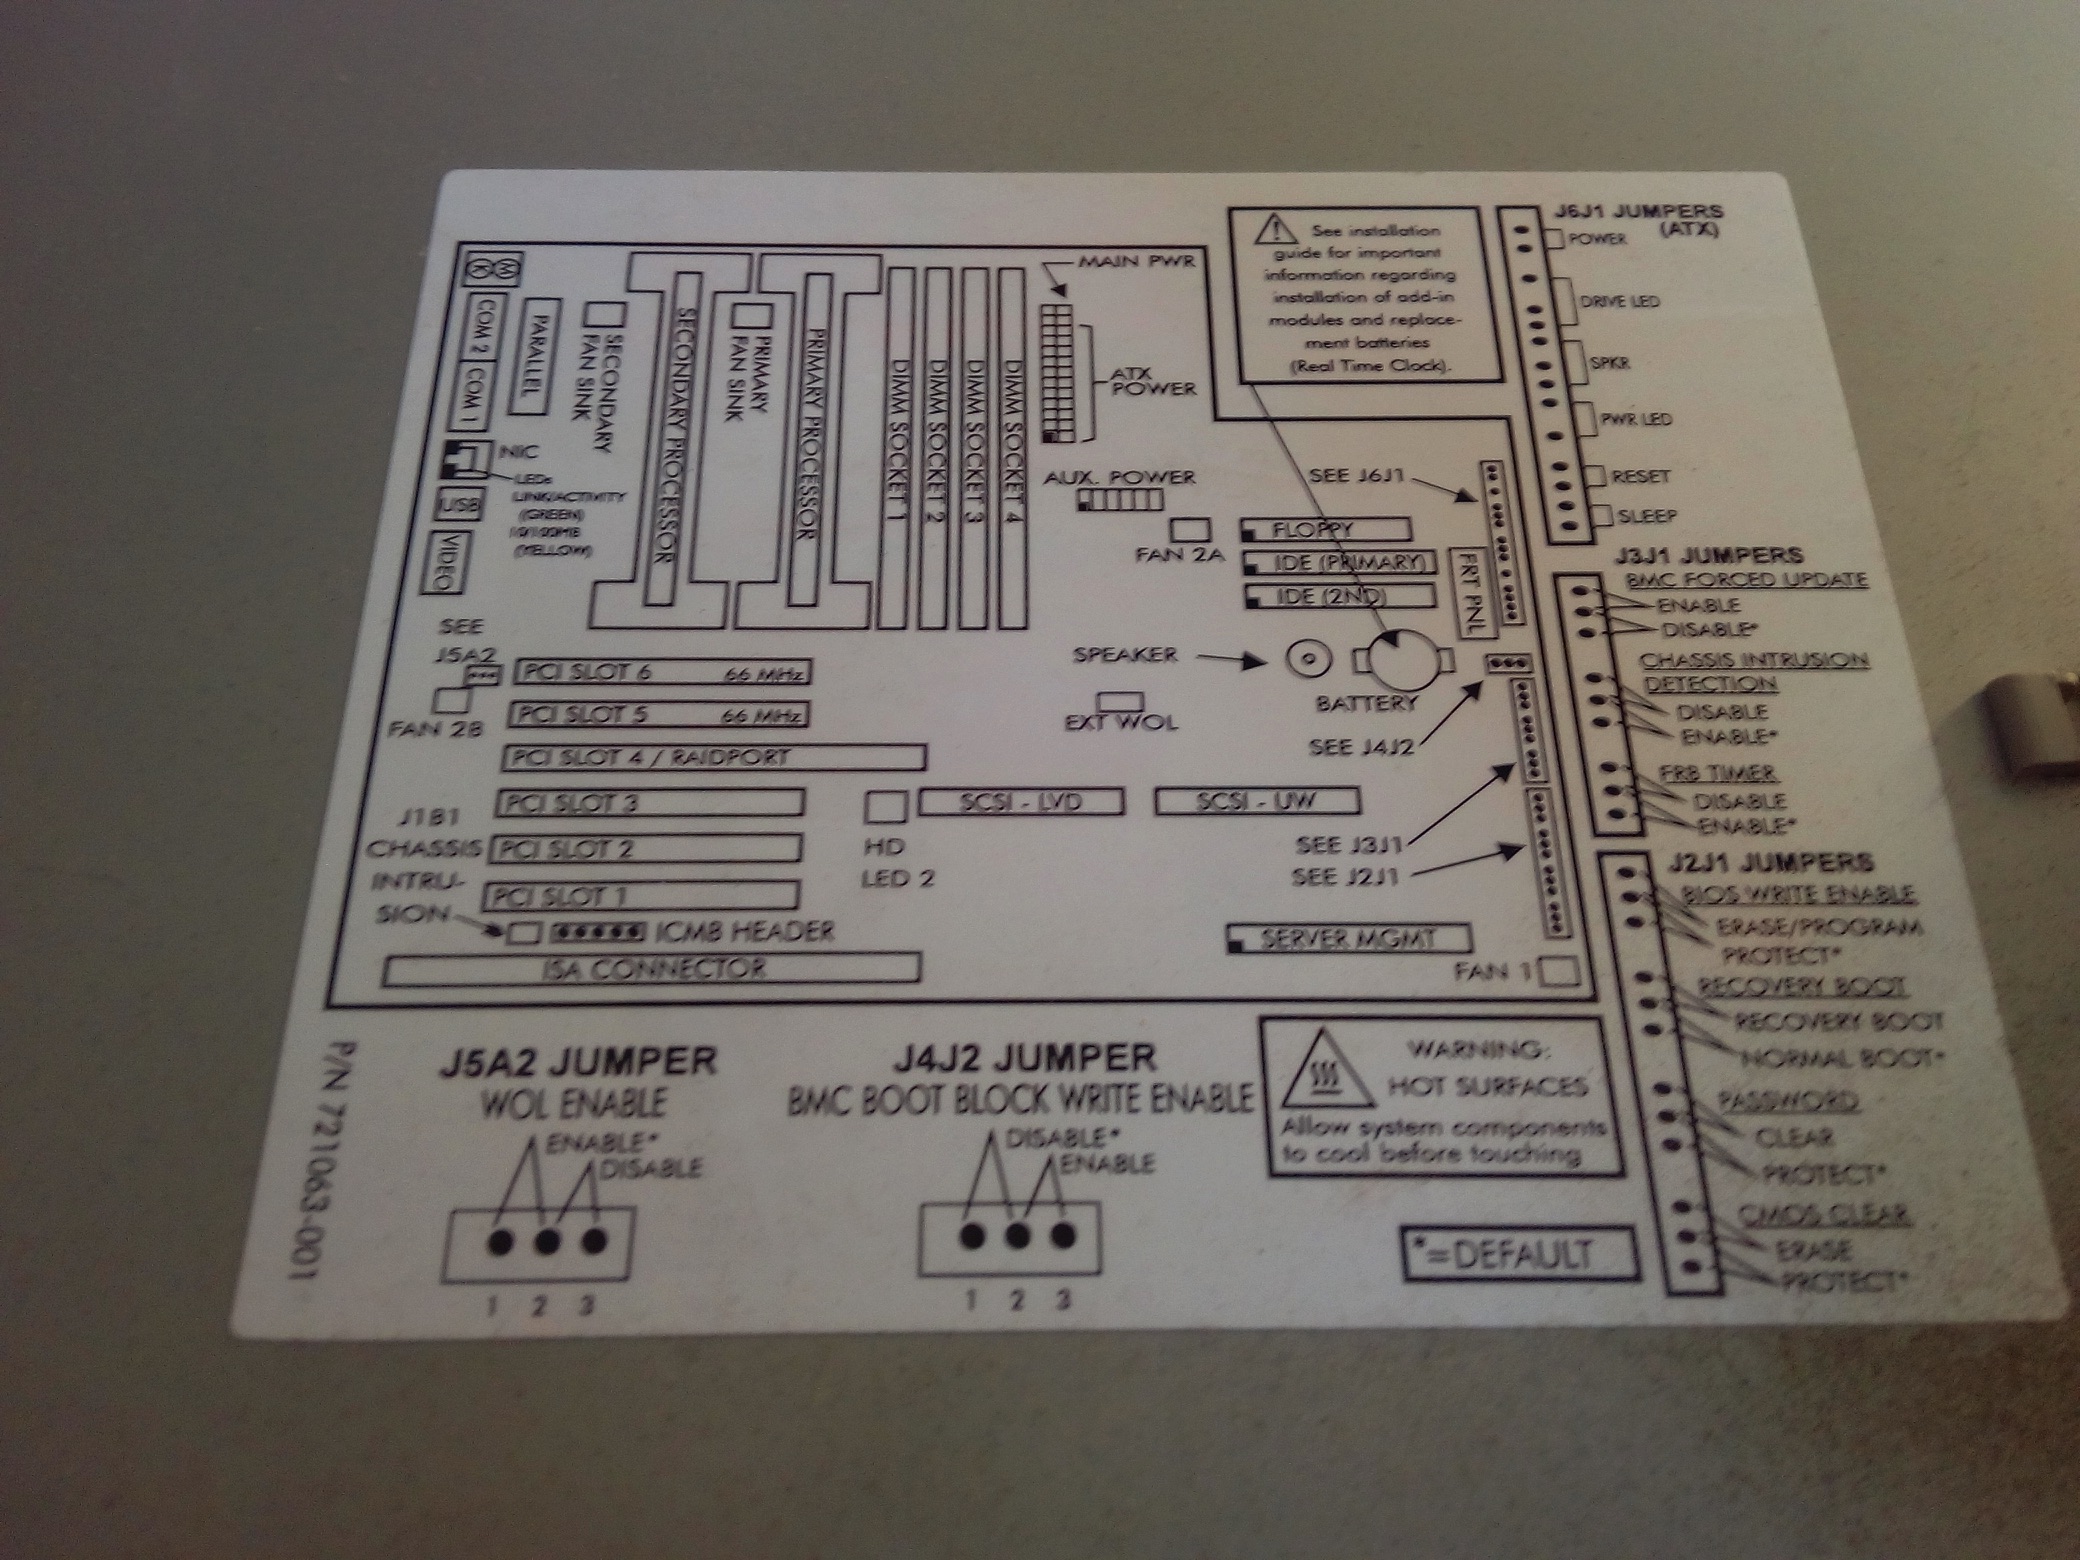 See installation
guide for important
information regarding
installation of add-in
modules and replace-
ment batteries
(Real Time Clock).
J6J1 JUMPERS
(ATX)
POWER
DRIVE LED
SPKR
PWR LED
RESET
SLEEP
K M
COM 2
COM 1
PARALLEL
SECONDARY
FAN SINK
SECONDARY PROCESSOR
PRIMARY
FAN SINK
PRIMARY PROCESSOR
DIMM SOCKET 1
DIMM SOCKET 2
DIMM SOCKET 3
DIMM SOCKET 4
MAIN PWR
ATX
POWER
AUX. POWER
NIC
LEDs
LINK/ACTIVITY
(GREEN)
10/100MB
(YELLOW)
USB
VIDEO
SEE J6J1
FAN 2A
FLOPPY
IDE (PRIMARY)
IDE (2ND)
FRT PNL
SPEAKER
BATTERY
EXT WOL
SEE J4J2
SEE
J5A2
FAN 2B
PCI SLOT 6 66 MHz
PCI SLOT 5 66 MHz
PCI SLOT 4 / RAIDPORT
PCI SLOT 3
PCI SLOT 2
PCI SLOT 1
J1B1
CHASSIS
INTRU-
SION
HD
LED 2
SCSI - LVD
SCSI - UW
SEE J3J1
SEE J2J1
ICMB HEADER
ISA CONNECTOR
SERVER MGMT
FAN 1
J3J1 JUMPERS
BMC FORCED UPDATE
ENABLE
DISABLE*
CHASSIS INTRUSION
DETECTION
DISABLE
ENABLE*
FRB TIMER
DISABLE
ENABLE*
J2J1 JUMPERS
BIOS WRITE ENABLE
ERASE/PROGRAM
PROTECT*
RECOVERY BOOT
RECOVERY BOOT
NORMAL BOOT*
PASSWORD
CLEAR
PROTECT*
CMOS CLEAR
ERASE
PROTECT*
P/N 721063-001
J5A2 JUMPER
WOL ENABLE
ENABLE*
DISABLE
1 2 3
J4J2 JUMPER
BMC BOOT BLOCK WRITE ENABLE
DISABLE*
ENABLE
1 2 3
WARNING:
HOT SURFACES
Allow system components
to cool before touching
*=DEFAULT